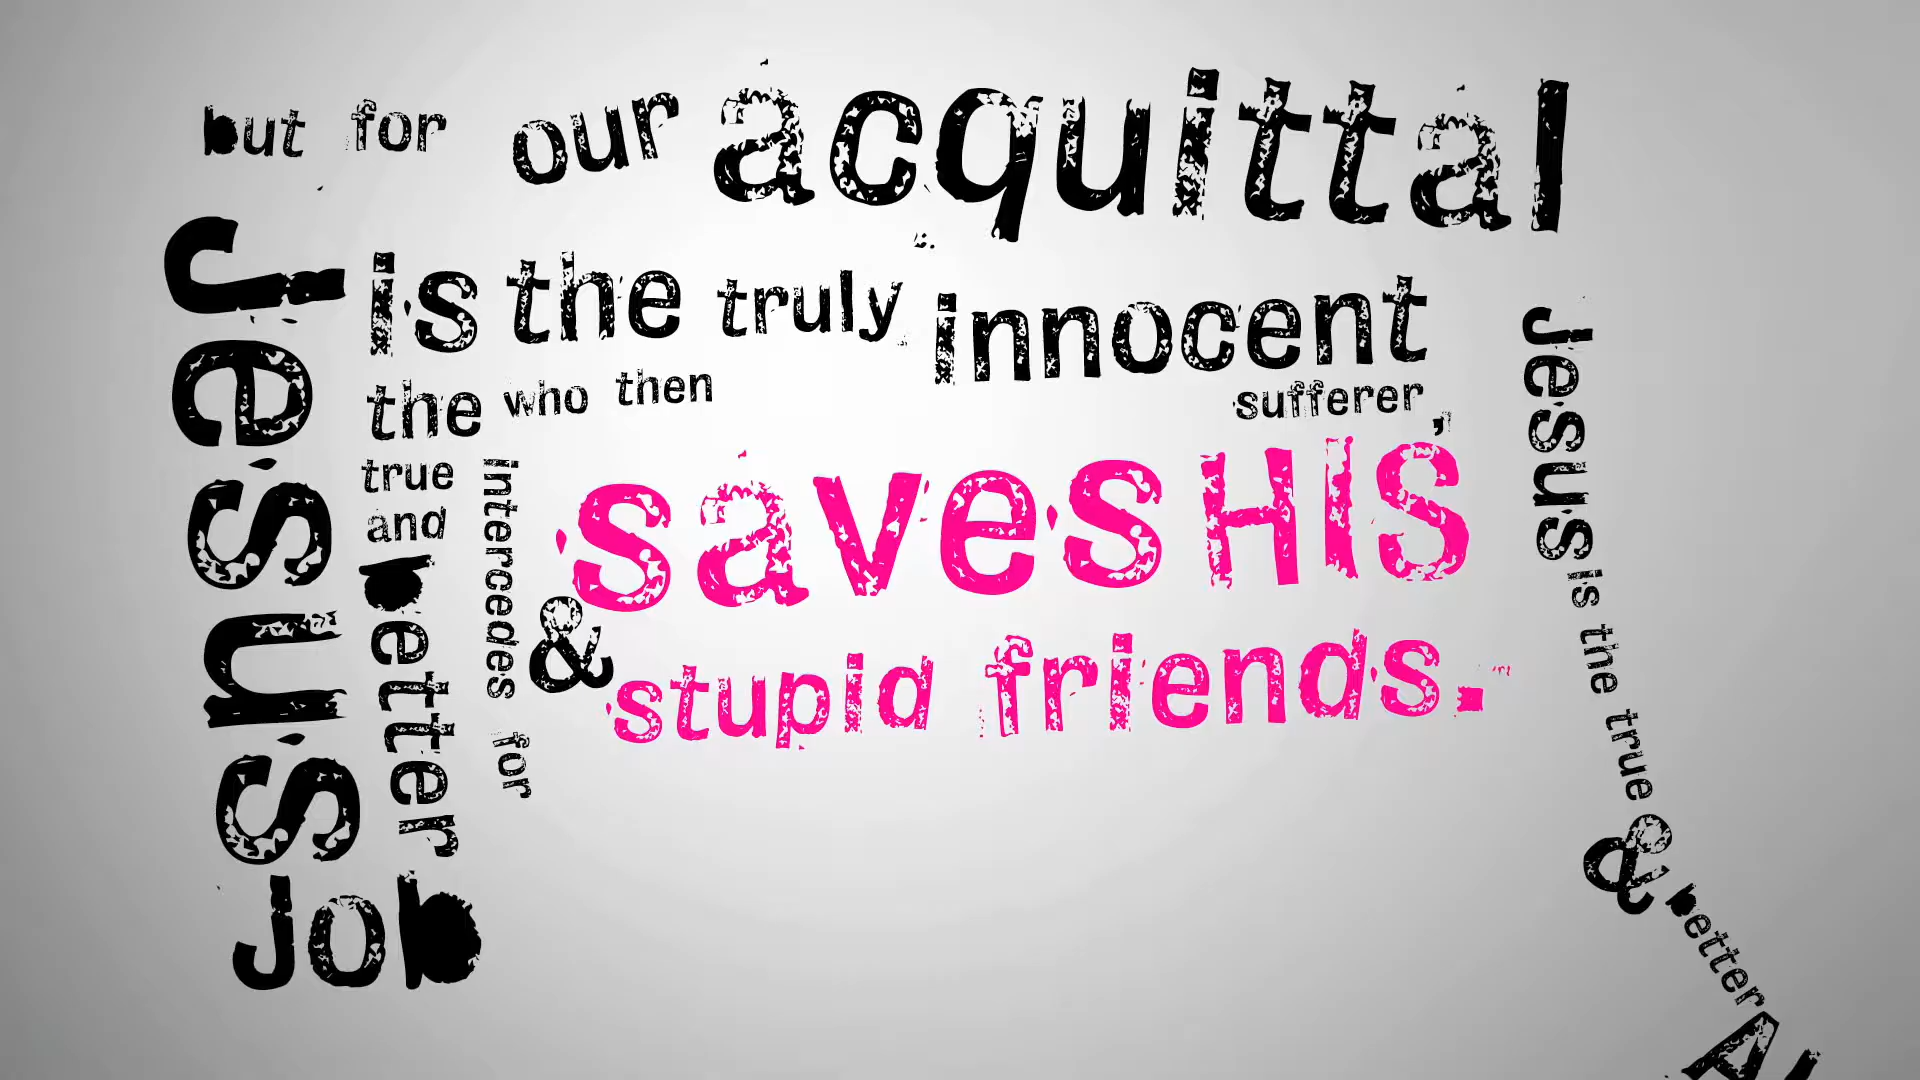 but for our acquittal
Jesus
is the truly innocent
sufferer,
the
true
and
better
Job
who then
intercedes for
&
saves HIS
stupid friends.
Jesus is the true & better